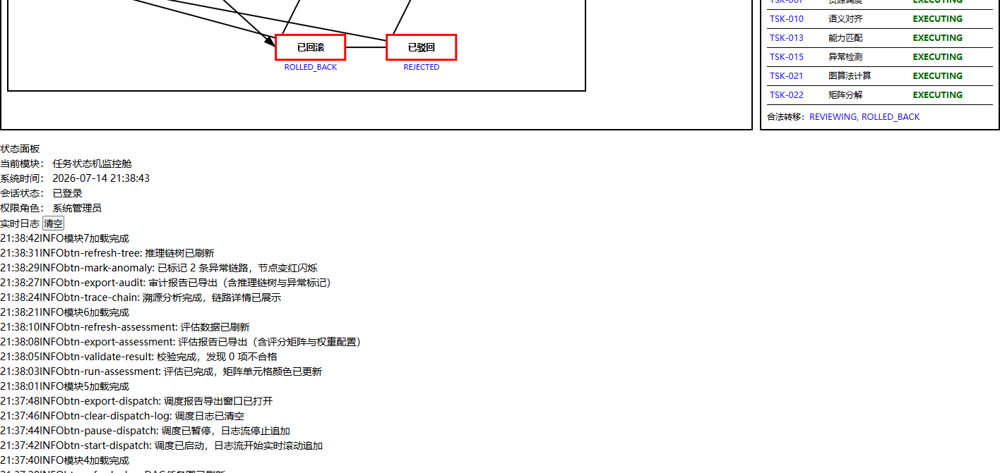 已回滚
ROLLED_BACK
已驳回
REJECTED
TSK-007 资源调度 EXECUTING
TSK-010 语义对齐 EXECUTING
TSK-013 能力匹配 EXECUTING
TSK-015 异常检测 EXECUTING
TSK-021 图算法计算 EXECUTING
TSK-022 矩阵分解 EXECUTING
合法转移： REVIEWING, ROLLED_BACK
状态面板
当前模块： 任务状态机监控舱
系统时间： 2026-07-14 21:38:43
会话状态： 已登录
权限角色： 系统管理员
实时日志 清空
21:38:42INFO模块7加载完成
21:38:31INFObtn-refresh-tree: 推理链树已刷新
21:38:29INFObtn-mark-anomaly: 已标记 2 条异常链路，节点变红闪烁
21:38:27INFObtn-export-audit: 审计报告已导出（含推理链树与异常标记）
21:38:24INFObtn-trace-chain: 溯源分析完成，链路详情已展示
21:38:21INFO模块6加载完成
21:38:10INFObtn-refresh-assessment: 评估数据已刷新
21:38:08INFObtn-export-assessment: 评估报告已导出（含评分矩阵与权重配置）
21:38:05INFObtn-validate-result: 校验完成，发现 0 项不合格
21:38:03INFObtn-run-assessment: 评估已完成，矩阵单元格颜色已更新
21:38:01INFO模块5加载完成
21:37:48INFObtn-export-dispatch: 调度报告导出窗口已打开
21:37:46INFObtn-clear-dispatch-log: 调度日志已清空
21:37:44INFObtn-pause-dispatch: 调度已暂停，日志流停止追加
21:37:42INFObtn-start-dispatch: 调度已启动，日志流开始实时滚动追加
21:37:40INFO模块4加载完成